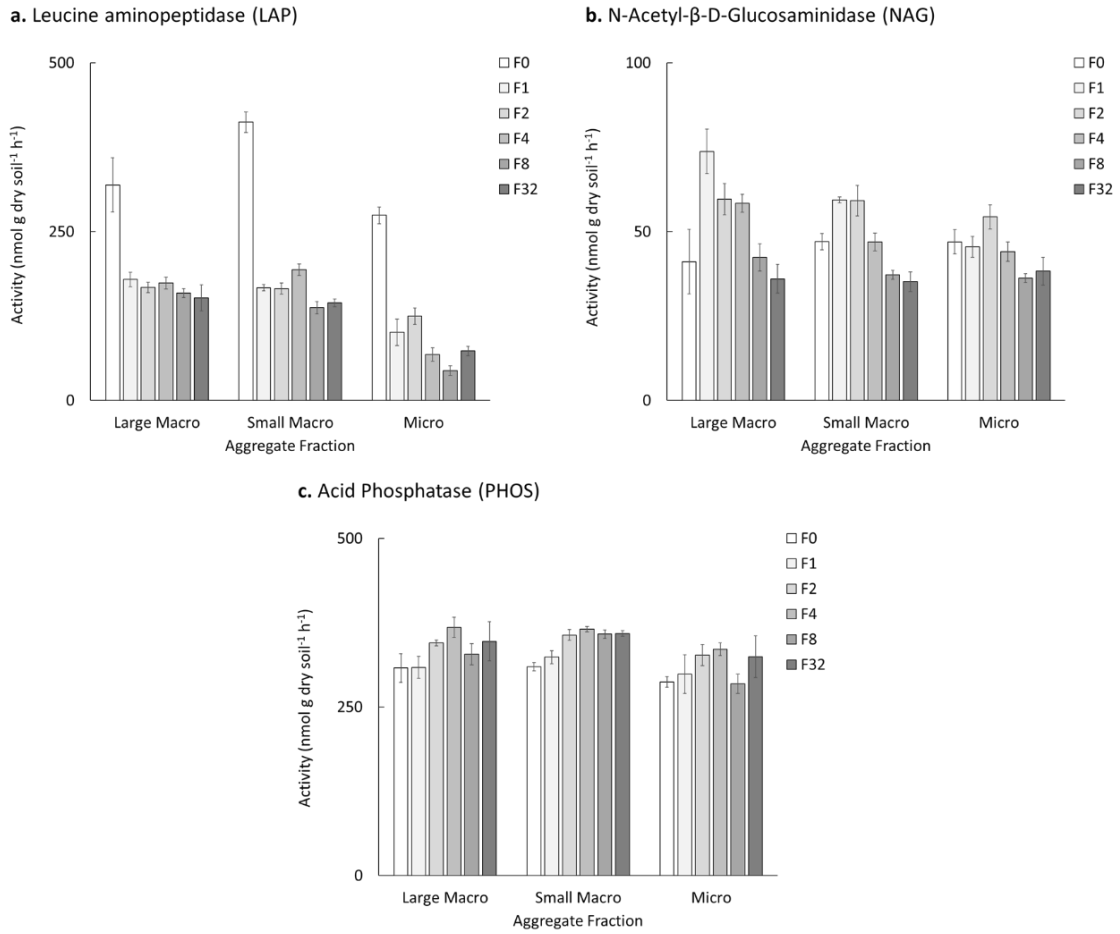 a. Leucine aminopeptidase (LAP)
500
250
0
Activity (nmol g dry soil⁻¹ h⁻¹)
Large Macro
Small Macro
Micro
Aggregate Fraction
F0
F1
F2
F4
F8
F32
b. N-Acetyl-β-D-Glucosaminidase (NAG)
100
50
0
Activity (nmol g dry soil⁻¹ h⁻¹)
Large Macro
Small Macro
Micro
Aggregate Fraction
F0
F1
F2
F4
F8
F32
c. Acid Phosphatase (PHOS)
500
250
0
Activity (nmol g dry soil⁻¹ h⁻¹)
Large Macro
Small Macro
Micro
Aggregate Fraction
F0
F1
F2
F4
F8
F32